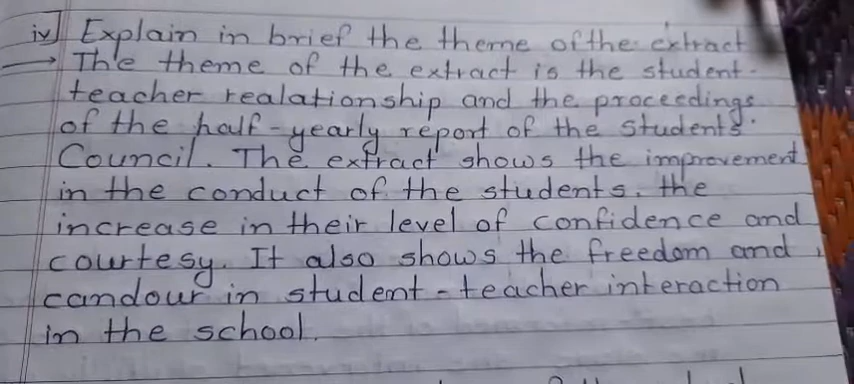 iv] Explain in brief the theme of the extract
→ The theme of the extract is the student-
teacher realationship and the proceedings
of the half-yearly report of the Students'
Council. The extract shows the improvement
in the conduct of the students, the
increase in their level of confidence and
courtesy. It also shows the freedom and
candour in student-teacher interaction
in the school.